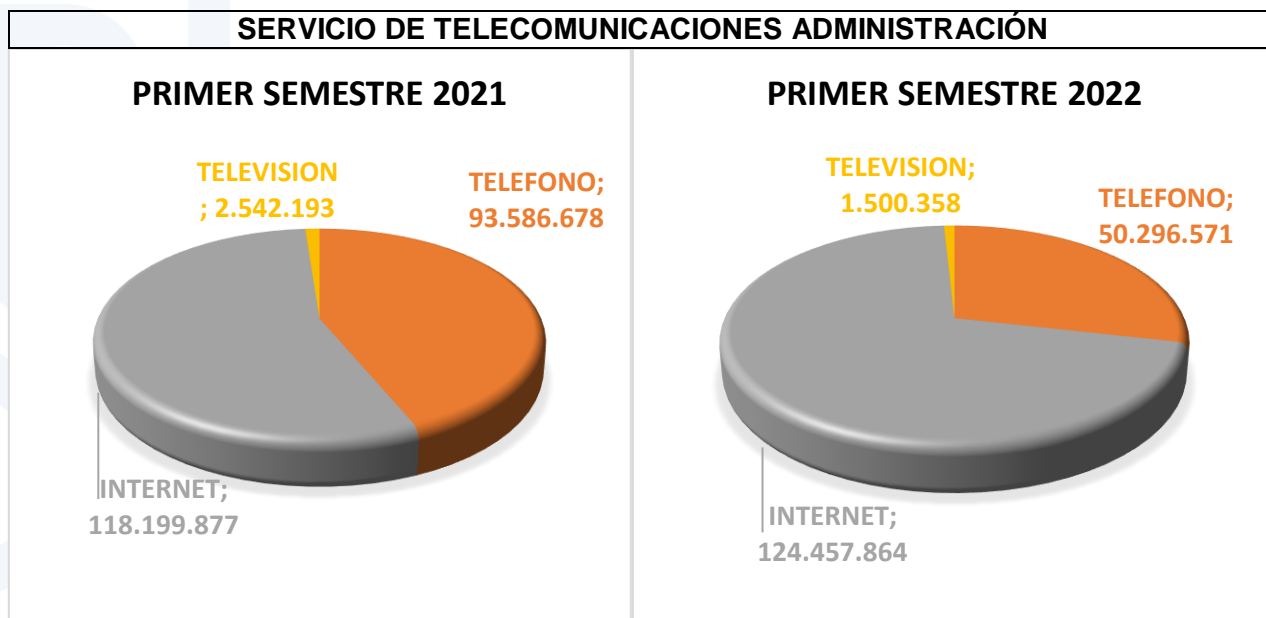 SERVICIO DE TELECOMUNICACIONES ADMINISTRACIÓN
PRIMER SEMESTRE 2021
TELEVISION
; 2.542.193
TELEFONO;
93.586.678
INTERNET;
118.199.877
PRIMER SEMESTRE 2022
TELEVISION;
1.500.358
TELEFONO;
50.296.571
INTERNET;
124.457.864